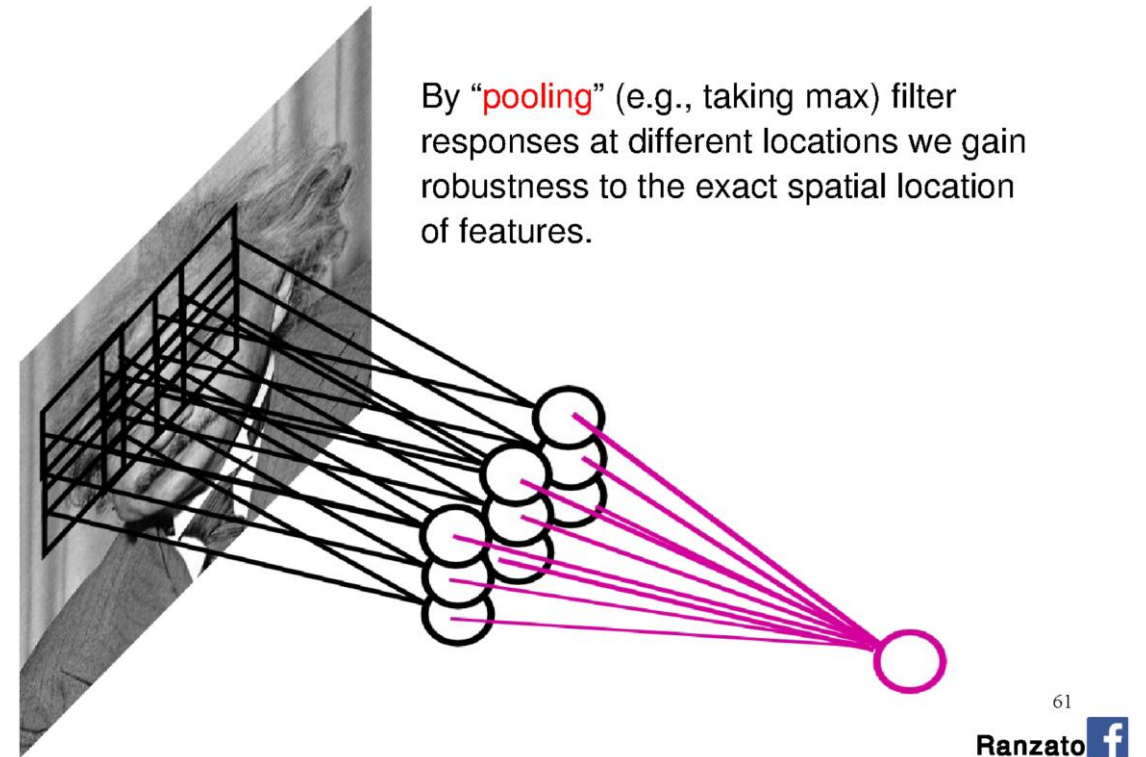 By “pooling” (e.g., taking max) filter
responses at different locations we gain
robustness to the exact spatial location
of features.
61
Ranzato f